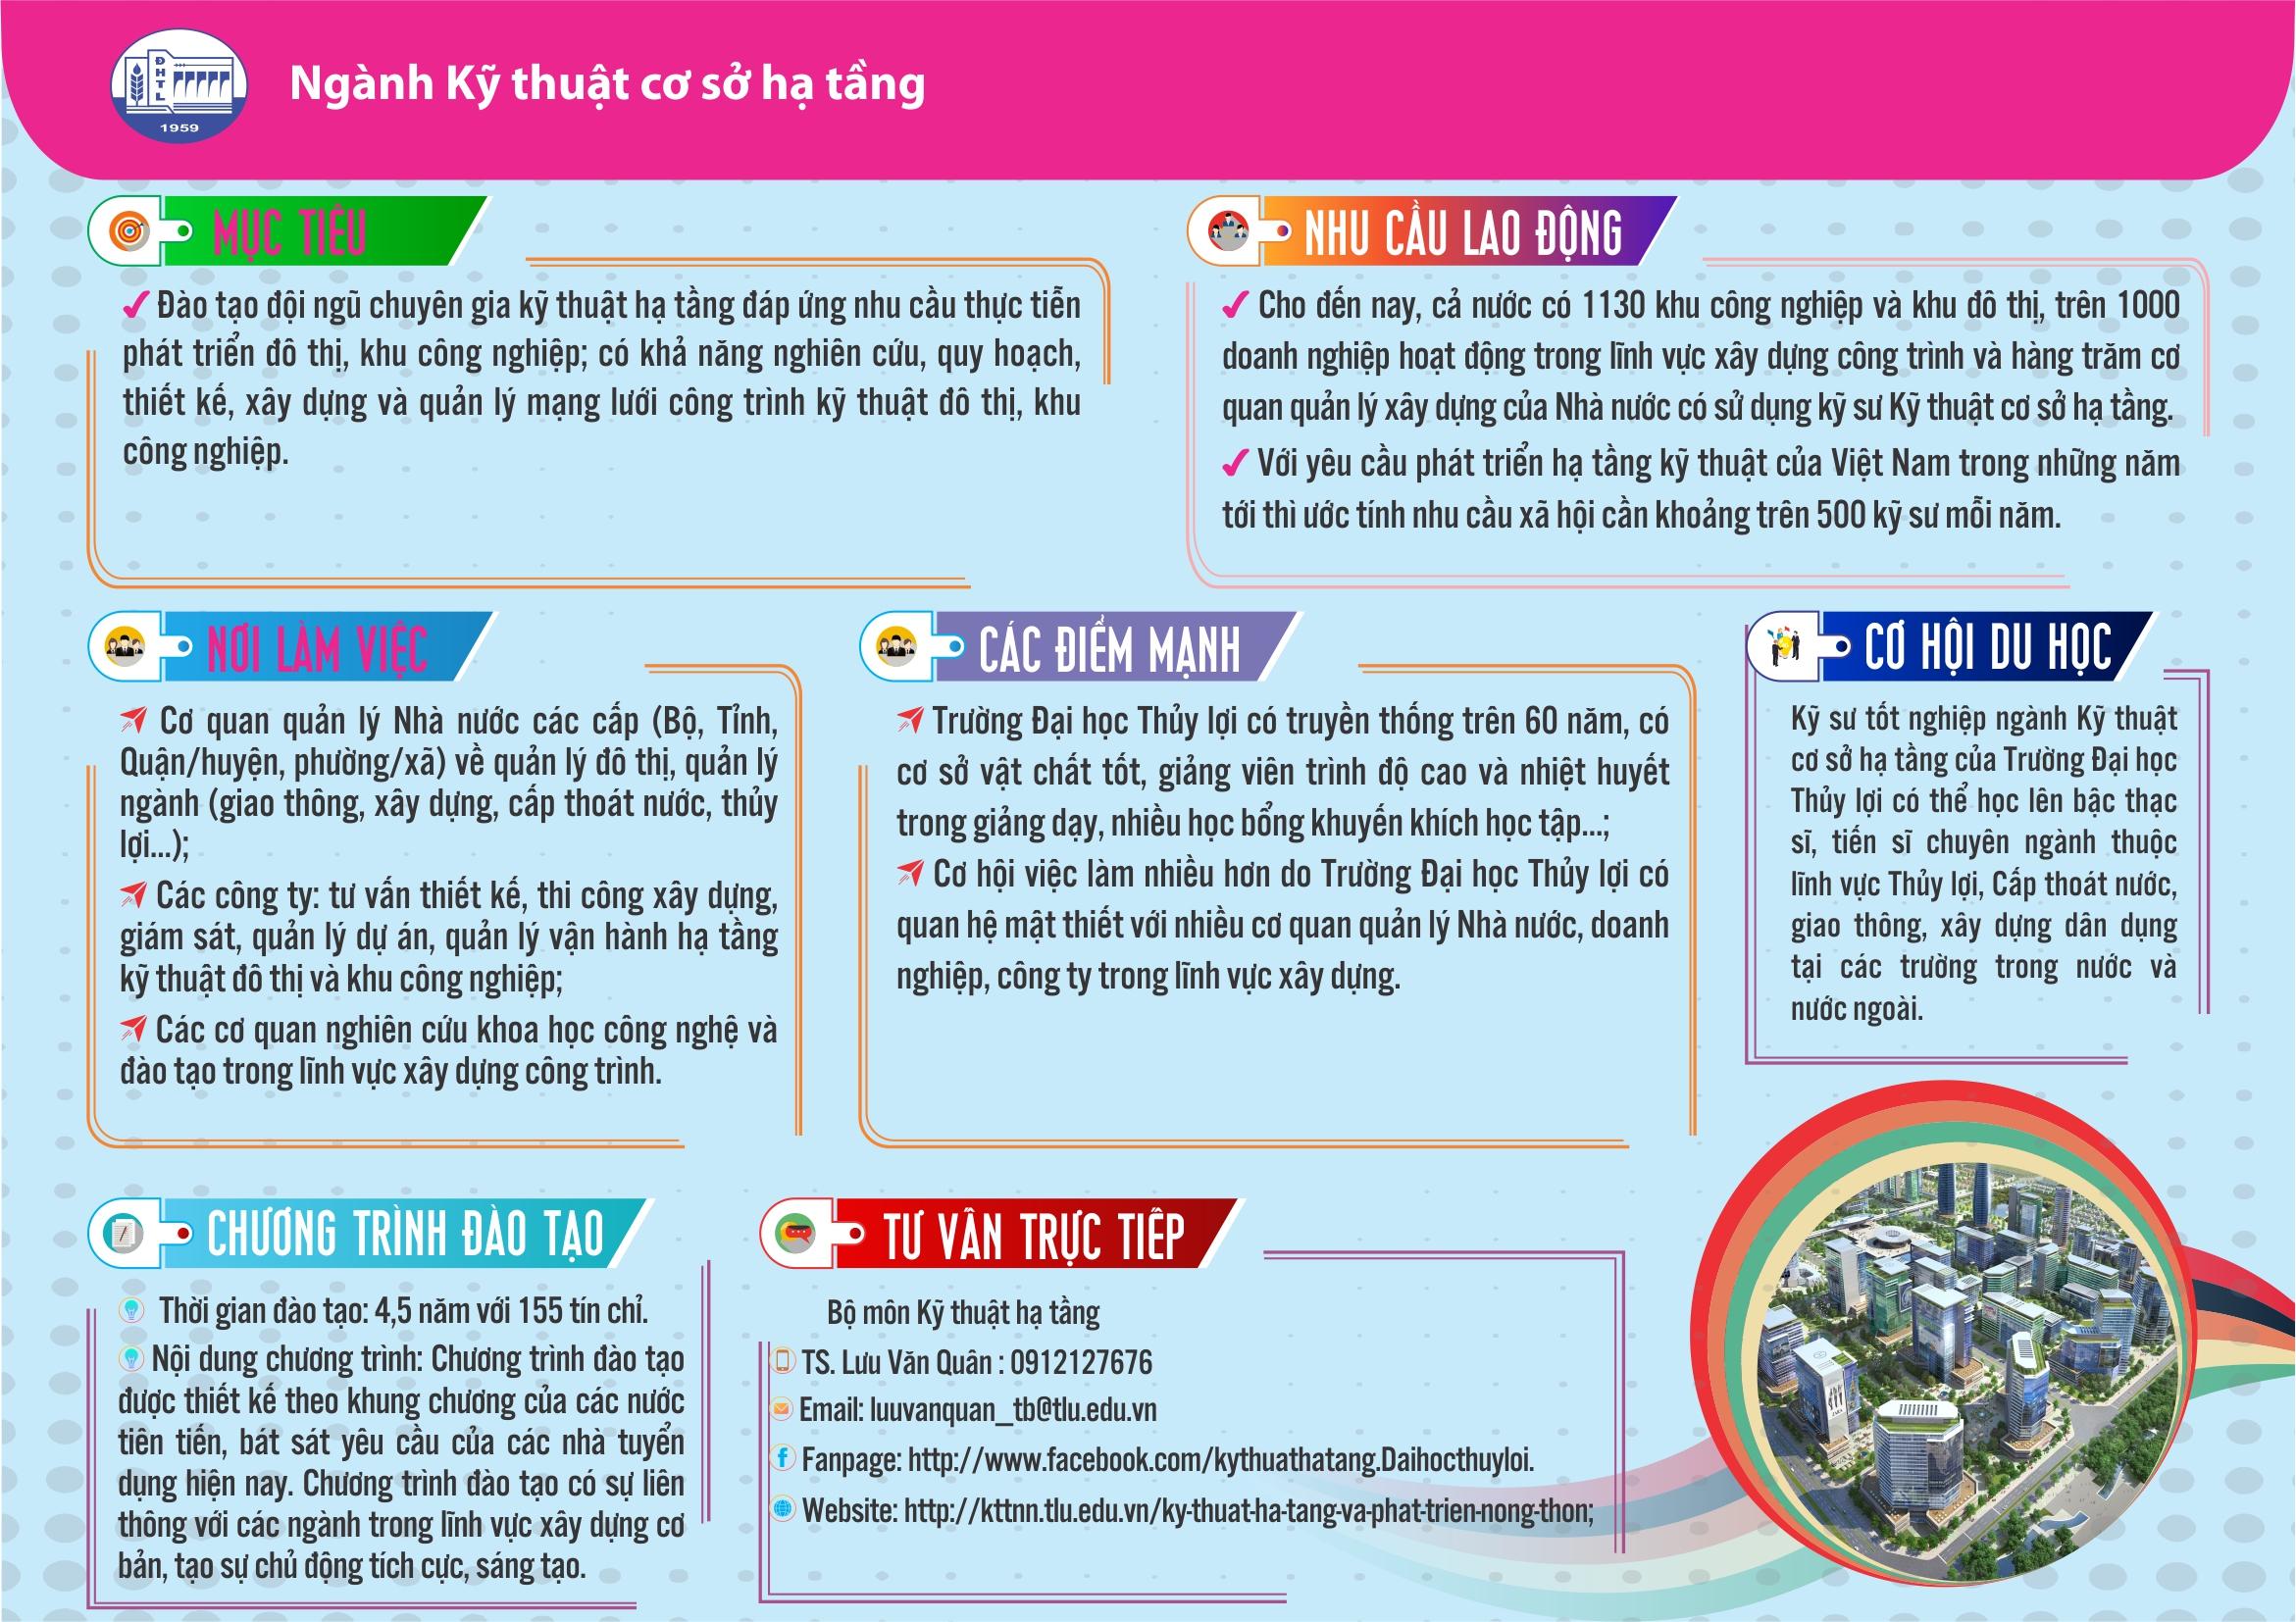 ĐHTL
1959
Ngành Kỹ thuật cơ sở hạ tầng
MỤC TIÊU
✔ Đào tạo đội ngũ chuyên gia kỹ thuật hạ tầng đáp ứng nhu cầu thực tiễn
phát triển đô thị, khu công nghiệp; có khả năng nghiên cứu, quy hoạch,
thiết kế, xây dựng và quản lý mạng lưới công trình kỹ thuật đô thị, khu
công nghiệp.
NHU CẦU LAO ĐỘNG
✔ Cho đến nay, cả nước có 1130 khu công nghiệp và khu đô thị, trên 1000
doanh nghiệp hoạt động trong lĩnh vực xây dựng công trình và hàng trăm cơ
quan quản lý xây dựng của Nhà nước có sử dụng kỹ sư Kỹ thuật cơ sở hạ tầng.
✔ Với yêu cầu phát triển hạ tầng kỹ thuật của Việt Nam trong những năm
tới thì ước tính nhu cầu xã hội cần khoảng trên 500 kỹ sư mỗi năm.
NƠI LÀM VIỆC
Cơ quan quản lý Nhà nước các cấp (Bộ, Tỉnh,
Quận/huyện, phường/xã) về quản lý đô thị, quản lý
ngành (giao thông, xây dựng, cấp thoát nước, thủy
lợi...);
Các công ty: tư vấn thiết kế, thi công xây dựng,
giám sát, quản lý dự án, quản lý vận hành hạ tầng
kỹ thuật đô thị và khu công nghiệp;
Các cơ quan nghiên cứu khoa học công nghệ và
đào tạo trong lĩnh vực xây dựng công trình.
CÁC ĐIỂM MẠNH
Trường Đại học Thủy lợi có truyền thống trên 60 năm, có
cơ sở vật chất tốt, giảng viên trình độ cao và nhiệt huyết
trong giảng dạy, nhiều học bổng khuyến khích học tập...;
Cơ hội việc làm nhiều hơn do Trường Đại học Thủy lợi có
quan hệ mật thiết với nhiều cơ quan quản lý Nhà nước, doanh
nghiệp, công ty trong lĩnh vực xây dựng.
CƠ HỘI DU HỌC
Kỹ sư tốt nghiệp ngành Kỹ thuật
cơ sở hạ tầng của Trường Đại học
Thủy lợi có thể học lên bậc thạc
sĩ, tiến sĩ chuyên ngành thuộc
lĩnh vực Thủy lợi, Cấp thoát nước,
giao thông, xây dựng dân dụng
tại các trường trong nước và
nước ngoài.
CHƯƠNG TRÌNH ĐÀO TẠO
Thời gian đào tạo: 4,5 năm với 155 tín chỉ.
Nội dung chương trình: Chương trình đào tạo
được thiết kế theo khung chương của các nước
tiên tiến, bát sát yêu cầu của các nhà tuyển
dụng hiện nay. Chương trình đào tạo có sự liên
thông với các ngành trong lĩnh vực xây dựng cơ
bản, tạo sự chủ động tích cực, sáng tạo.
TƯ VẤN TRỰC TIẾP
Bộ môn Kỹ thuật hạ tầng
TS. Lưu Văn Quân : 0912127676
Email: luuvanquan_tb@tlu.edu.vn
Fanpage: http://www.facebook.com/kythuathatang.Daihocthuyloi.
Website: http://kttnn.tlu.edu.vn/ky-thuat-ha-tang-va-phat-trien-nong-thon;